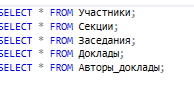 SELECT * FROM Участники;
SELECT * FROM Секции;
SELECT * FROM Заседания;
SELECT * FROM Доклады;
SELECT * FROM Авторы_доклады;